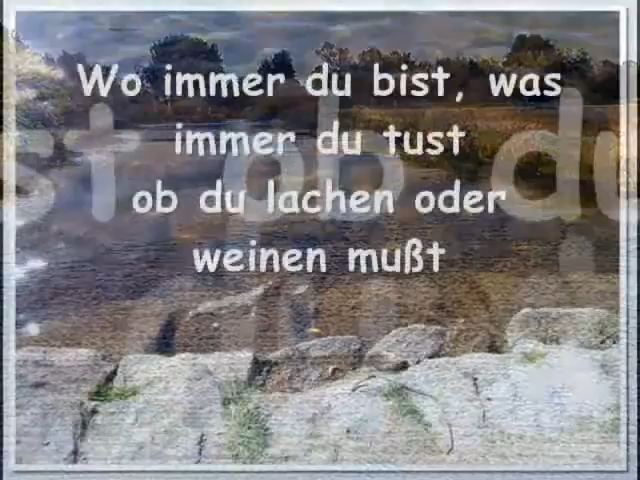 Wo immer du bist, was
immer du tust
ob du lachen oder
weinen mußt